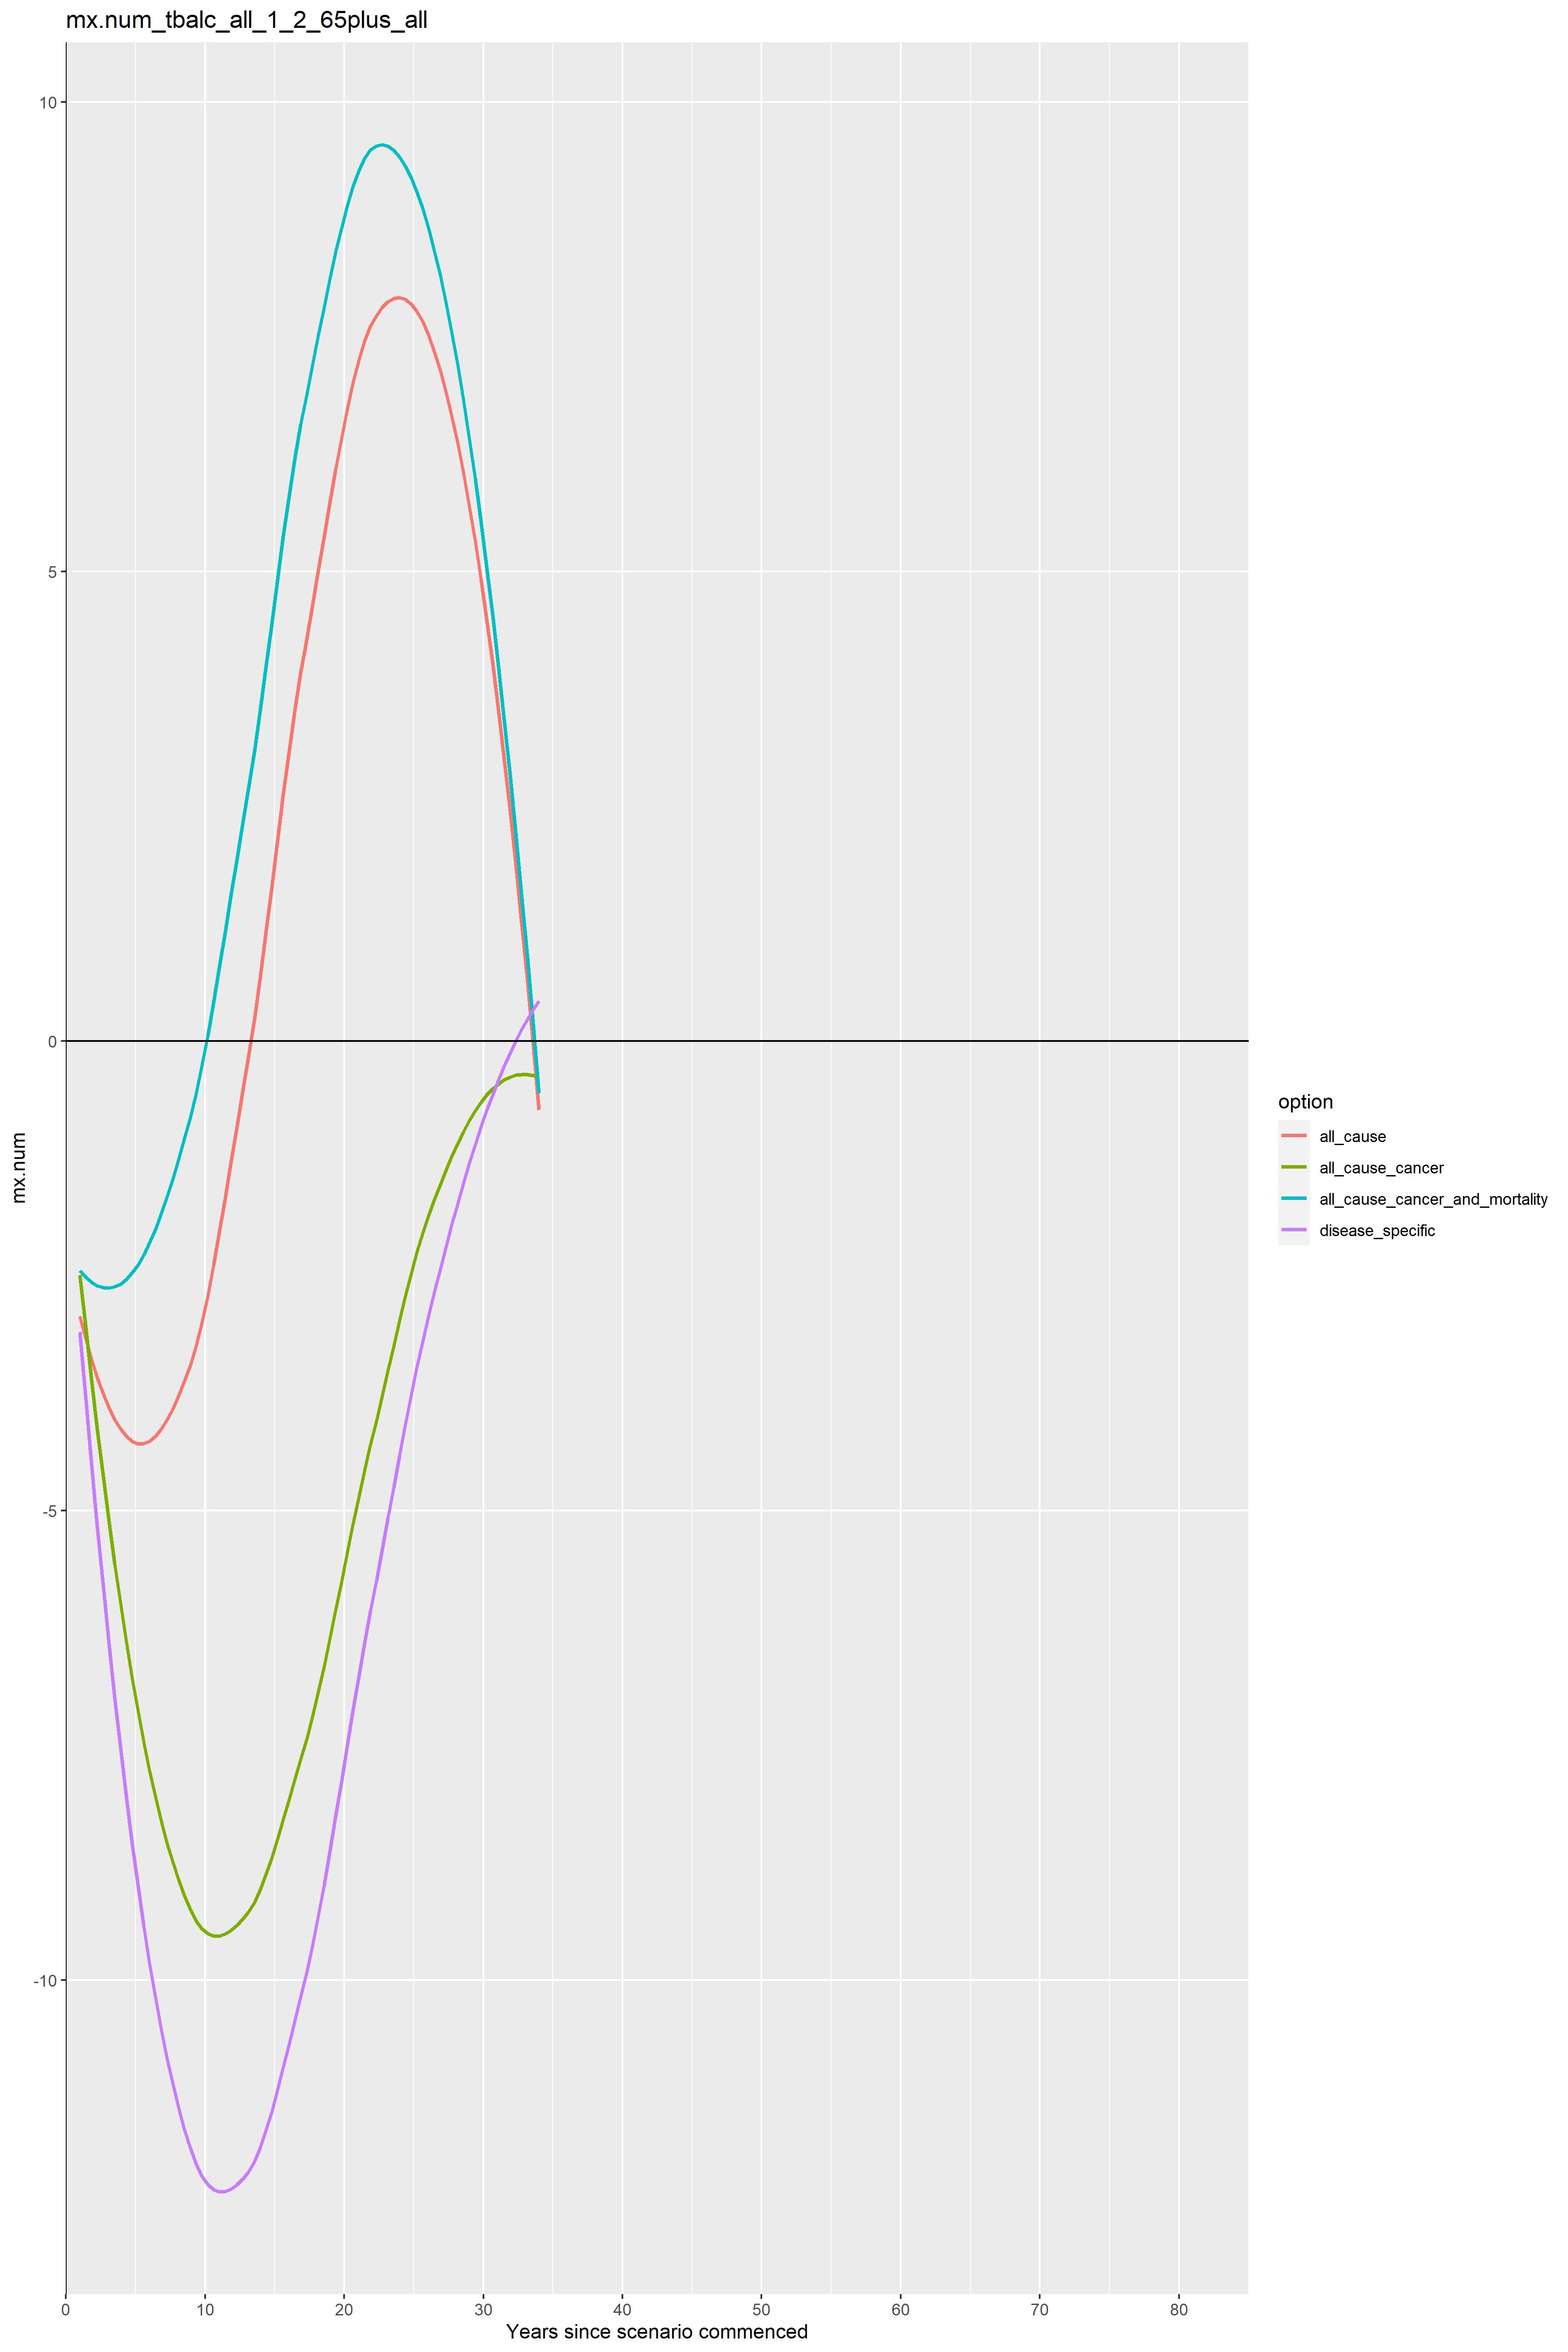 mx.num_tbalc_all_1_2_65plus_all
10
5
0
-5
-10
mx.num
0 10 20 30 40 50 60 70 80
Years since scenario commenced
option
all_cause
all_cause_cancer
all_cause_cancer_and_mortality
disease_specific